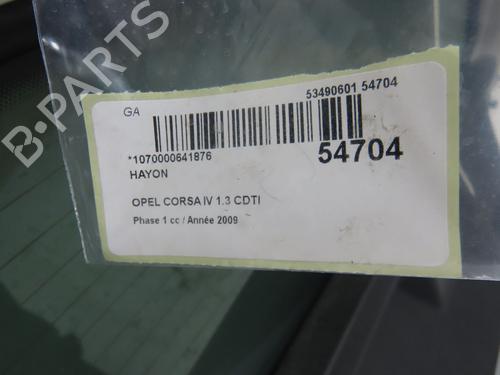 B-PARTS
GA
53490601 54704
*1070000641876
54704
HAYON
OPEL CORSA IV 1.3 CDTI
Phase 1 cc / Année 2009